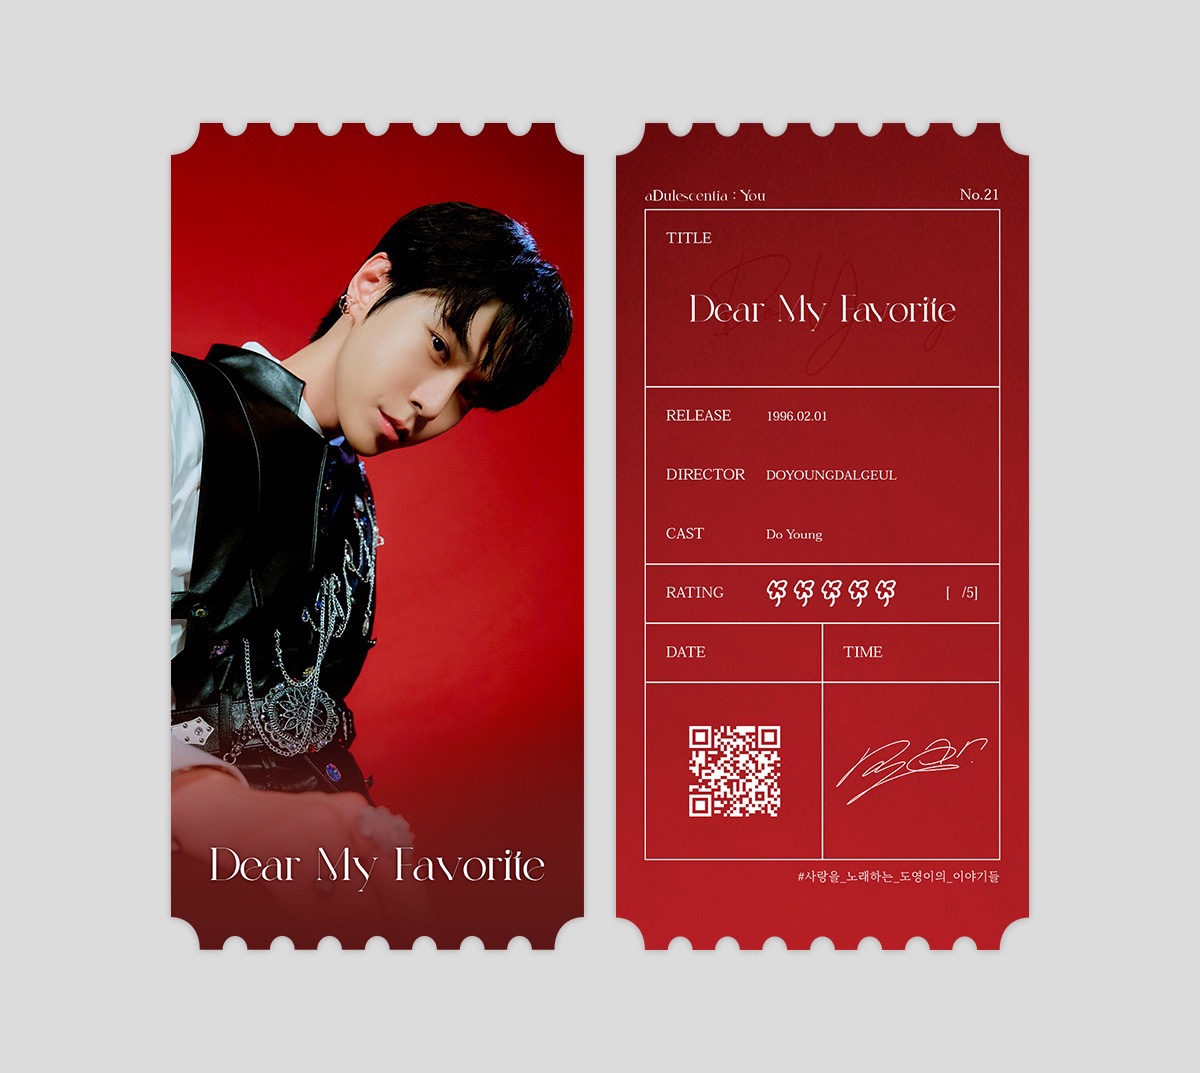 Dear My Favorite
aDulescentia : You
No.21
TITLE
Dear My Favorite
RELEASE 1996.02.01
DIRECTOR DOYOUNGDALGEUL
CAST Do Young
RATING [ /5]
DATE TIME
#사랑을_노래하는_도영이의_이야기들